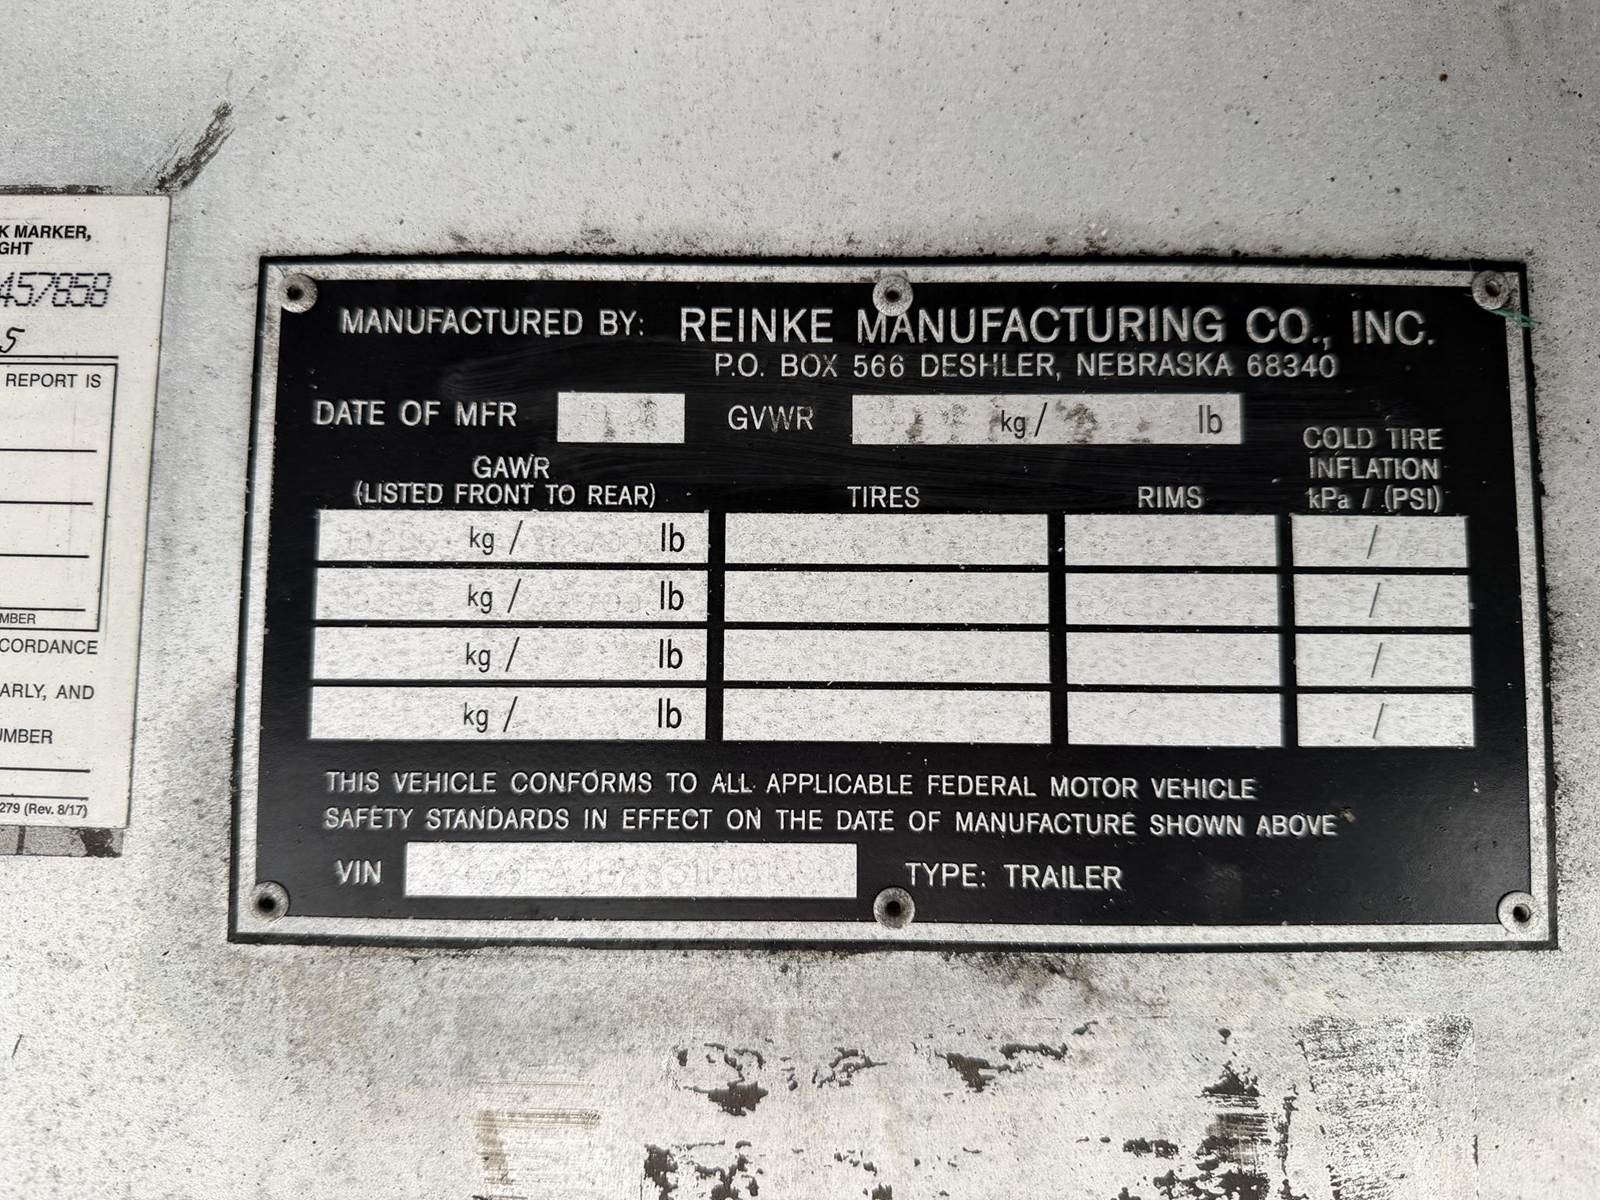 K MARKER,
GHT
457858
5
REPORT IS
MBER
CORDANCE
ARLY, AND
UMBER
279 (Rev. 8/17)
MANUFACTURED BY: REINKE MANUFACTURING CO., INC.
P.O. BOX 566 DESHLER, NEBRASKA 68340
DATE OF MFR GVWR kg/ lb
GAWR
(LISTED FRONT TO REAR) TIRES RIMS COLD TIRE
INFLATION
kPa / (PSI)
kg / lb /
kg / lb /
kg / lb /
kg / lb /
THIS VEHICLE CONFORMS TO ALL APPLICABLE FEDERAL MOTOR VEHICLE
SAFETY STANDARDS IN EFFECT ON THE DATE OF MANUFACTURE SHOWN ABOVE
VIN TYPE: TRAILER